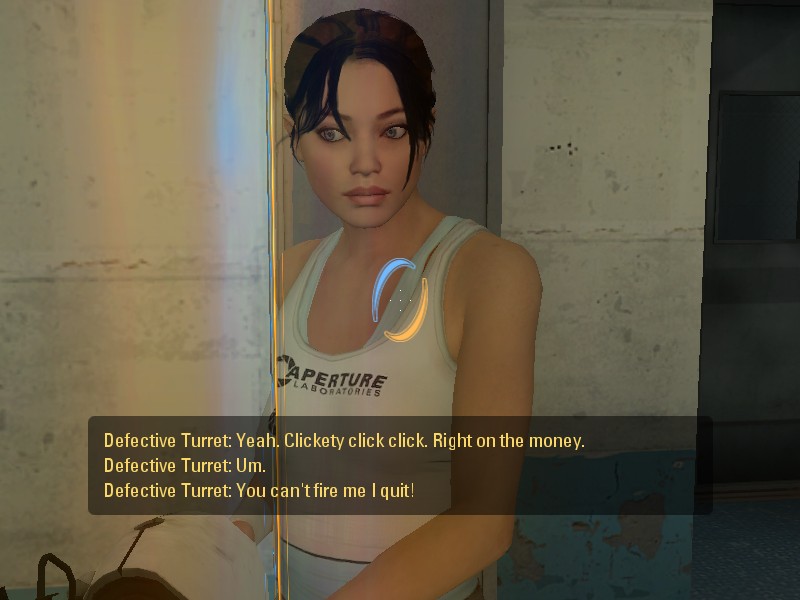 APERTURE
LABORATORIES
Defective Turret: Yeah. Clickety click click. Right on the money.
Defective Turret: Um.
Defective Turret: You can't fire me I quit!